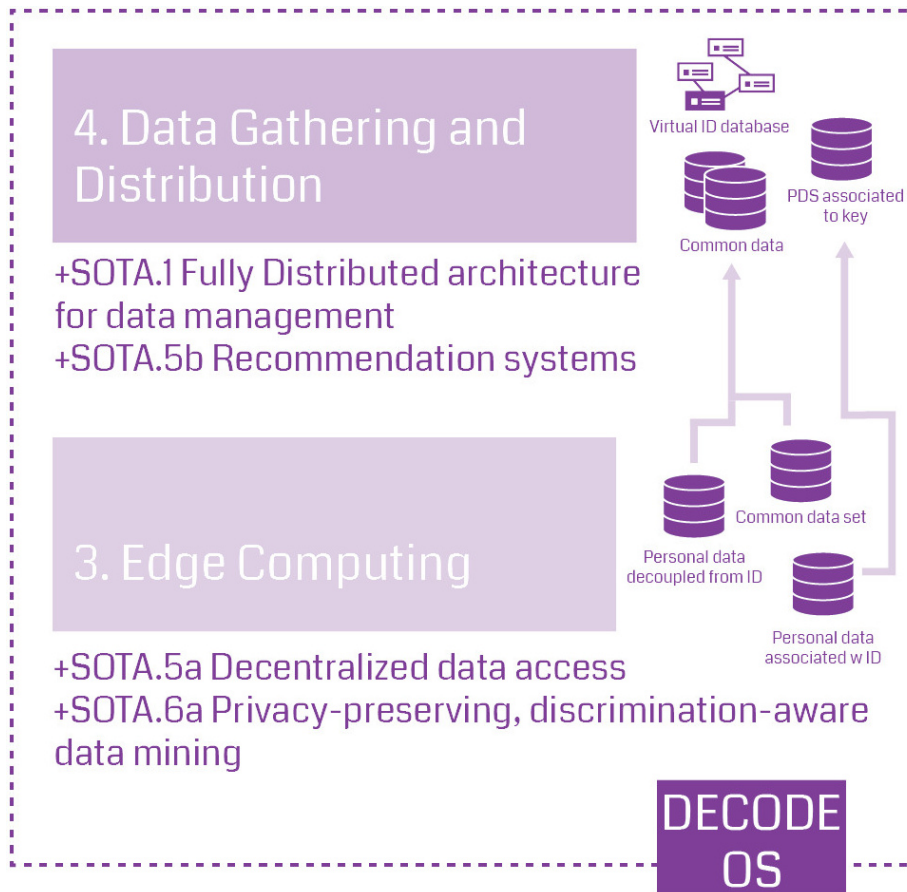 4. Data Gathering and
Distribution
+SOTA.1 Fully Distributed architecture
for data management
+SOTA.5b Recommendation systems
Virtual ID database
PDS associated
to key
Common data
3. Edge Computing
+SOTA.5a Decentralized data access
+SOTA.6a Privacy-preserving, discrimination-aware
data mining
Common data set
Personal data
decoupled from ID
Personal data
associated w ID
DECODE
OS